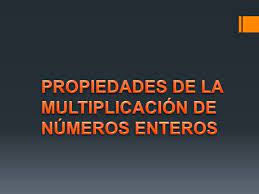 PROPIEDADES DE LA
MULTIPLICACIÓN DE
NÚMEROS ENTEROS